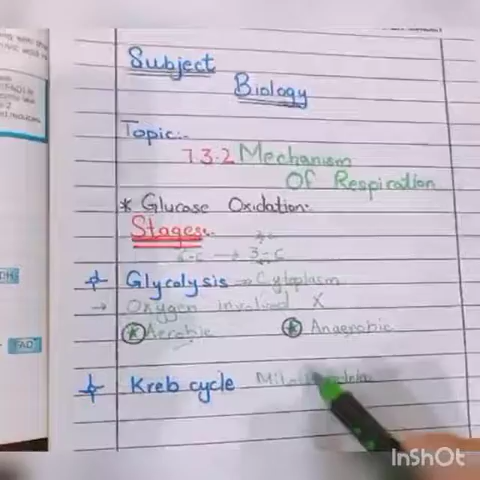 Subject
Biology
Topic:-
7.3.2 Mechanism
Of Respiration
* Glucose Oxidation:-
Stages:-
6-c → 3-c
Glycolysis → Cytoplasm
→ Oxygen involved X
Aerobic * Anaerobic
Kreb cycle
FAD
InShOt